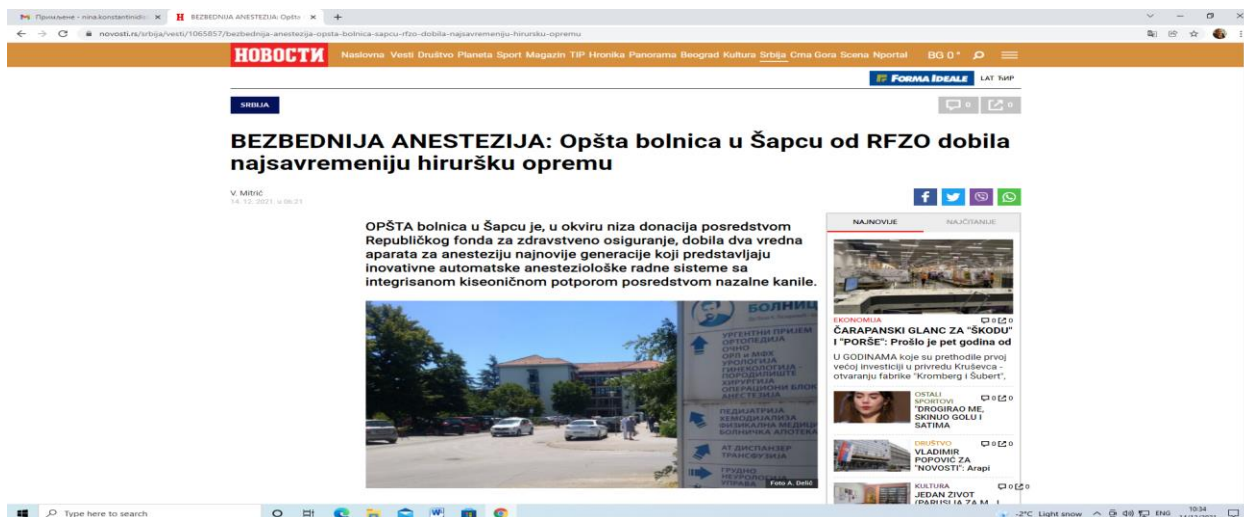 Примљене - nina.konstantinidi
BEZBEDNIJA ANESTEZIJA: Opšta
novosti.rs/srbija/vesti/1065857/bezbednija-anestezija-opsta-bolnica-sapcu-rfzo-dobila-najsavremeniju-hirursku-opremu
НОВОСТИ Naslovna Vesti Društvo Planeta Sport Magazin TIP Hronika Panorama Beograd Kultura Srbija Crna Gora Scena Nportal BG 0°
FORMA IDEALE LAT ЋИР
SRBIJA
0 0
BEZBEDNIJA ANESTEZIJA: Opšta bolnica u Šapcu od RFZO dobila
najsavremeniju hiruršku opremu
V. Mitrić
14. 12. 2021. u 06:21
OPŠTA bolnica u Šapcu je, u okviru niza donacija posredstvom
Republičkog fonda za zdravstveno osiguranje, dobila dva vredna
aparata za anesteziju najnovije generacije koji predstavljaju
inovativne automatske anesteziološke radne sisteme sa
integrisanom kiseoničnom potporom posredstvom nazalne kanile.
БОЛНИЦ
УРГЕНТНИ ПРИЈЕМ
ОРТОПЕДИЈА
ОЧНО
ОРЛ и МФХ
УРОЛОГИЈА
ГИНЕКОЛОГИЈА -
ПОРОДИЛИШТЕ
ХИРУРГИЈА
ОПЕРАЦИОНИ БЛОК
АНЕСТЕЗИЈА
ПЕДИЈАТРИЈА
ХЕМОДИЈАЛИЗА
ФИЗИКАЛНА МЕДИЦИ
БОЛНИЧКА АПОТЕКА
АТ ДИСПАНЗЕР
ТРАНСФУЗИЈА
ГРУДНО
НЕУРОЛОГИЈА
УПРАВА
Foto A. Delić
NAJNOVIJE NAJČITANIJE
EKONOMIJA 0 0
ČARAPANSKI GLANC ZA "ŠKODU"
I "PORŠE": Prošlo je pet godina od
U GODINAMA koje su prethodile prvoj
većoj investiciji u privredu Kruševca -
otvaranju fabrike "Kromberg i Šubert",
OSTALI
SPORTOVI 0 0
"DROGIRAO ME,
SKINUO GOLU I
SATIMA
DRUŠTVO 0 0
VLADIMIR
POPOVIĆ ZA
"NOVOSTI": Arapi
KULTURA 0 0
JEDAN ŽIVOT
(PARUSIJA ZA M. J.
Type here to search
-2°C Light snow ENG 10:34
14/12/2021